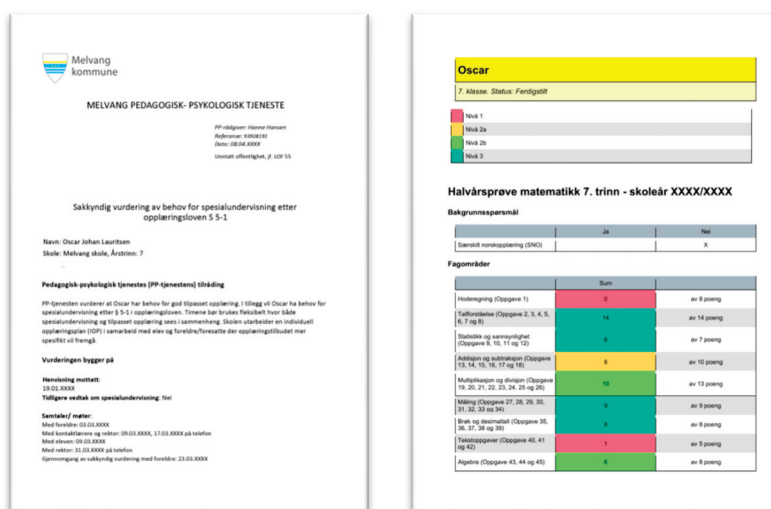 Melvang
kommune
MELVANG PEDAGOGISK- PSYKOLOGISK TJENESTE
PP-rådgiver: Hanne Hansen
Referanse: 93928193
Dato: 08.04.XXXX
Unntatt offentlighet, jf. LOF §5
Sakkyndig vurdering av behov for spesialundervisning etter
opplæringsloven § 5-1
Navn: Oscar Johan Lauritsen
Skole: Melvang skole, Årstrinn: 7
Pedagogisk-psykologisk tjenestes (PP-tjenestens) tilråding
PP-tjenesten vurderer at Oscar har behov for god tilpasset opplæring. I tillegg vil Oscar ha behov for
spesialundervisning etter § 5-1 i opplæringsloven. Timene bør brukes fleksibelt hvor både
spesialundervisning og tilpasset opplæring sees i sammenheng. Skolen utarbeider en individuell
opplæringsplan (IOP) i samarbeid med elev og foreldre/foresatte der opplæringstilbudet mer
spesifikt vil fremgå.
Vurderingen bygger på
Henvisning mottatt:
19.01.XXXX
Tidligere vedtak om spesialundervisning: Nei
Samtaler/ møter:
Med foreldre: 03.03.XXXX
Med kontaktlærere og rektor: 09.03.XXXX, 17.03.XXXX på telefon
Med eleven: 09.03.XXXX
Med rektor: 31.03.XXXX på telefon
Gjennomgang av sakkyndig vurdering med foreldre: 23.03.XXXX
Oscar
7. klasse. Status: Ferdigstilt
Nivå 1
Nivå 2a
Nivå 2b
Nivå 3
Halvårsprøve matematikk 7. trinn - skoleår XXXX/XXXX
Bakgrunnsspørsmål
Ja Nei
Særskilt norskopplæring (SNO) X
Fagområder
Sum
Hoderegning (Oppgave 1) 0 av 8 poeng
Tallforståelse (Oppgave 2, 3, 4, 5,
6, 7 og 8) 14 av 14 poeng
Statistikk og sannsynlighet
(Oppgave 9, 10, 11 og 12) 6 av 7 poeng
Addisjon og subtraksjon (Oppgave
13, 14, 15, 16, 17 og 18) 8 av 10 poeng
Multiplikasjon og divisjon (Oppgave
19, 20, 21, 22, 23, 24, 25 og 26) 10 av 13 poeng
Måling (Oppgave 27, 28, 29, 30,
31, 32, 33 og 34) 9 av 9 poeng
Brøk og desimaltall (Oppgave 35,
36, 37, 38 og 39) 8 av 8 poeng
Tekstoppgaver (Oppgave 40, 41
og 42) 1 av 5 poeng
Algebra (Oppgave 43, 44 og 45) 6 av 8 poeng